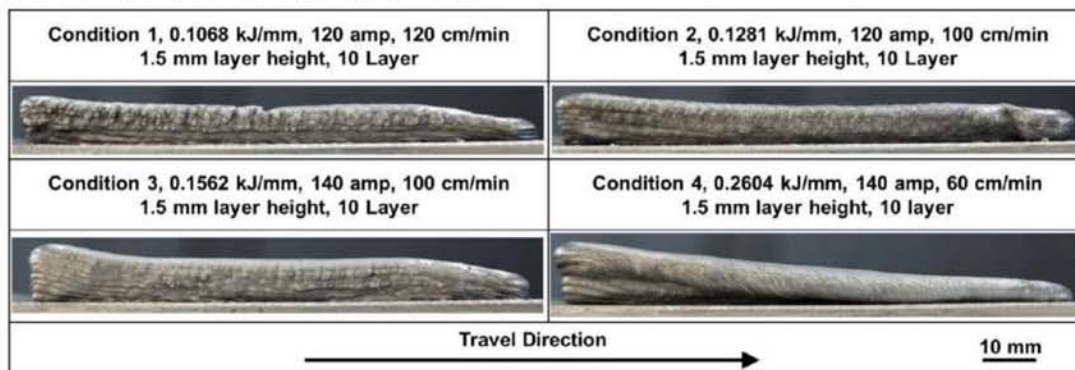 Condition 1, 0.1068 kJ/mm, 120 amp, 120 cm/min
1.5 mm layer height, 10 Layer
Condition 2, 0.1281 kJ/mm, 120 amp, 100 cm/min
1.5 mm layer height, 10 Layer
Condition 3, 0.1562 kJ/mm, 140 amp, 100 cm/min
1.5 mm layer height, 10 Layer
Condition 4, 0.2604 kJ/mm, 140 amp, 60 cm/min
1.5 mm layer height, 10 layer
Travel Direction
10 mm